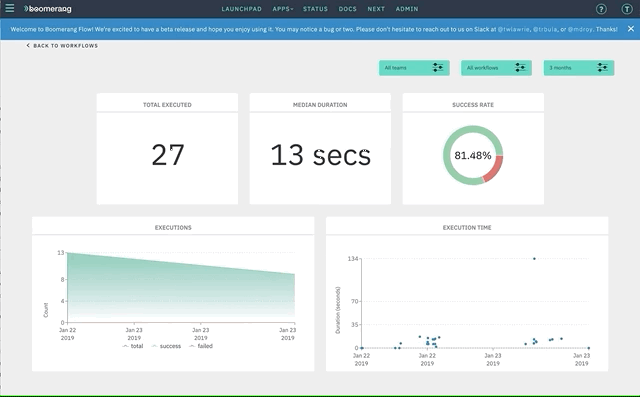 boomerang
LAUNCHPAD APPS STATUS DOCS NEXT ADMIN
? T
Welcome to Boomerang Flow! We're excited to have a beta release and hope you enjoy using it. You may notice a bug or two. Please don't hesitate to reach out to us on Slack at @twlawrie, @trbula, or @mdroy. Thanks!
BACK TO WORKFLOWS
All teams All workflows 3 months
TOTAL EXECUTED
27
MEDIAN DURATION
13 secs
SUCCESS RATE
81.48%
EXECUTIONS
Count
13
8
4
0
Jan 22 2019
Jan 23 2019
Jan 23 2019
Jan 23 2019
total success failed
EXECUTION TIME
Duration (seconds)
134
70
35
0
Jan 22 2019
Jan 22 2019
Jan 23 2019
Jan 23 2019